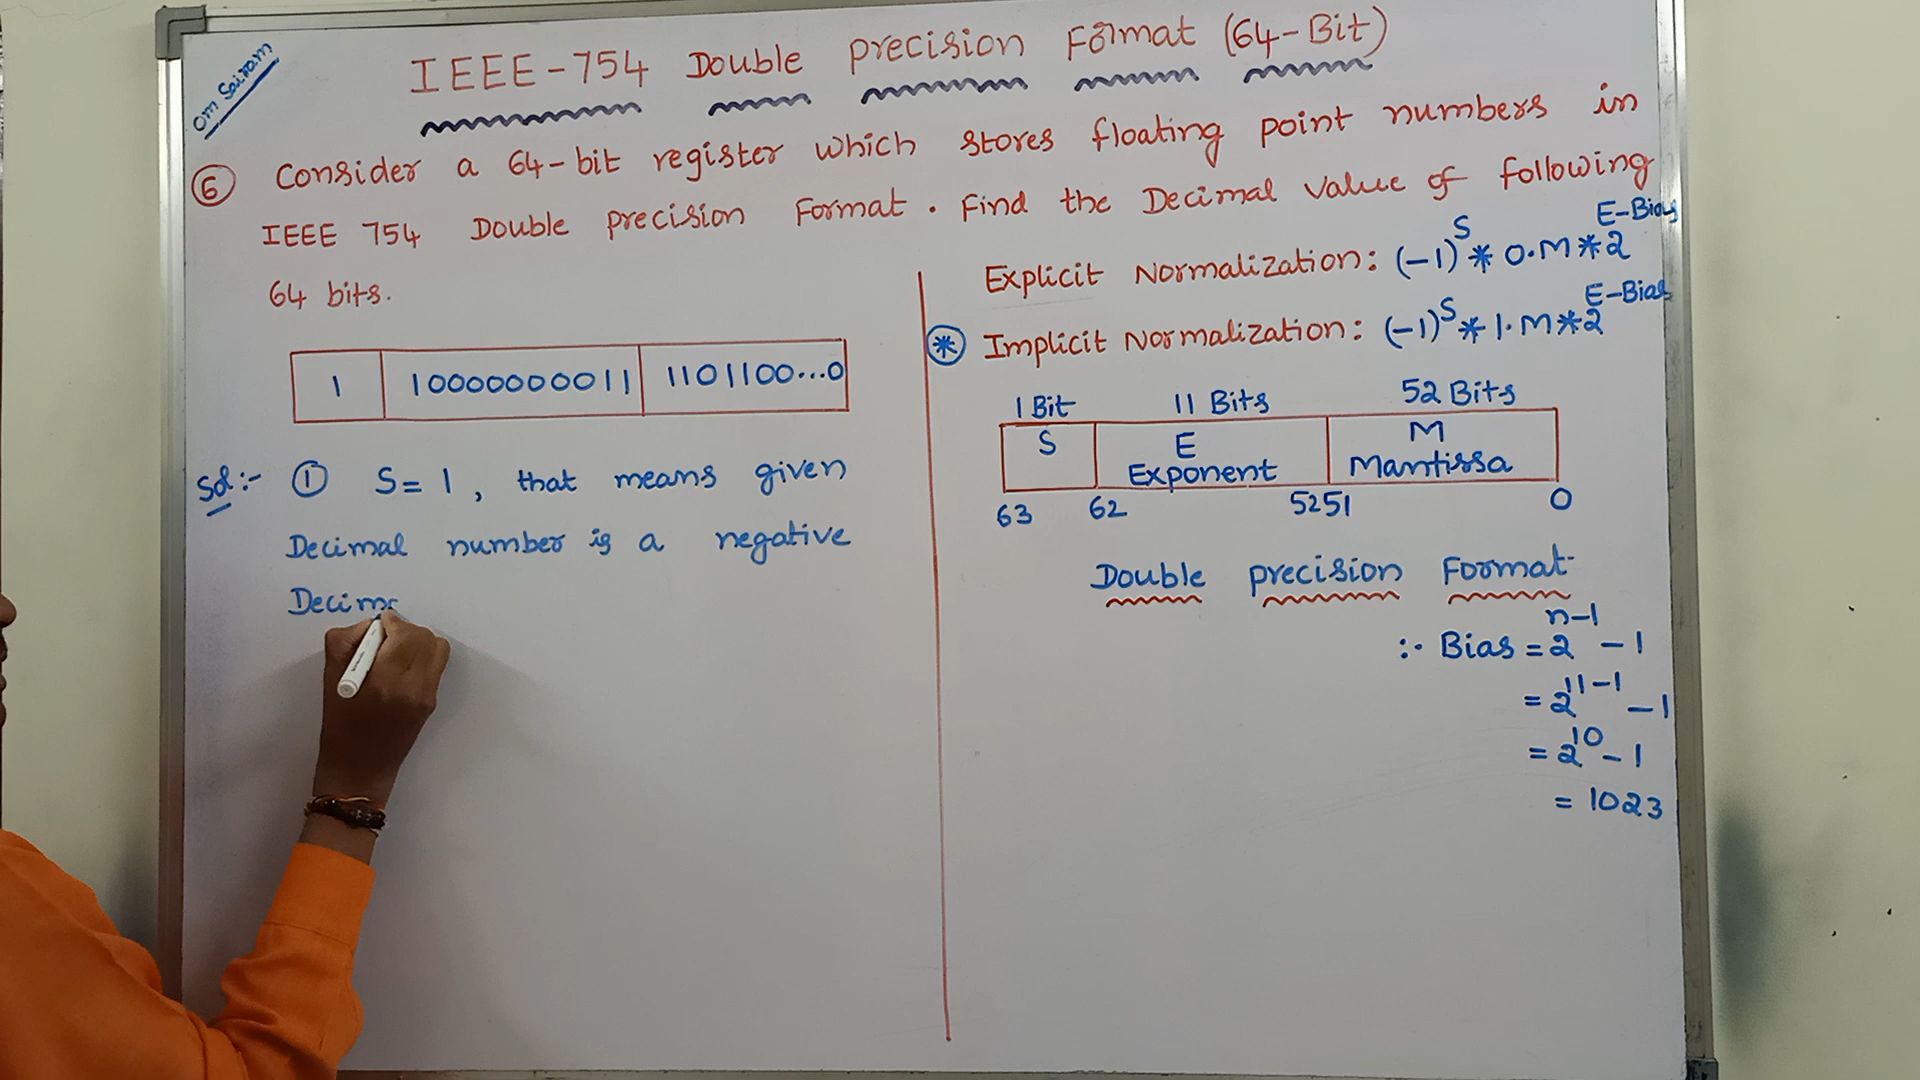 Om Sairam
IEEE-754 Double Precision Format (64-Bit)
⑥ Consider a 64-bit register which stores floating point numbers in
IEEE 754 Double precision Format. Find the Decimal value of following
64 bits.
1 | 10000000011 | 1101100...0
Sol:- ① S=1, that means given
Decimal number is a negative
Decima
Explicit Normalization: (-1)^S * 0.M * 2^E-Bias
* Implicit Normalization: (-1)^S * 1.M * 2^E-Bias
1 Bit 11 Bits 52 Bits
S E M
Exponent Mantissa
63 62 52 51 0
Double precision Format
∴ Bias = 2^n-1 - 1
= 2^11-1 - 1
= 2^10 - 1
= 1023